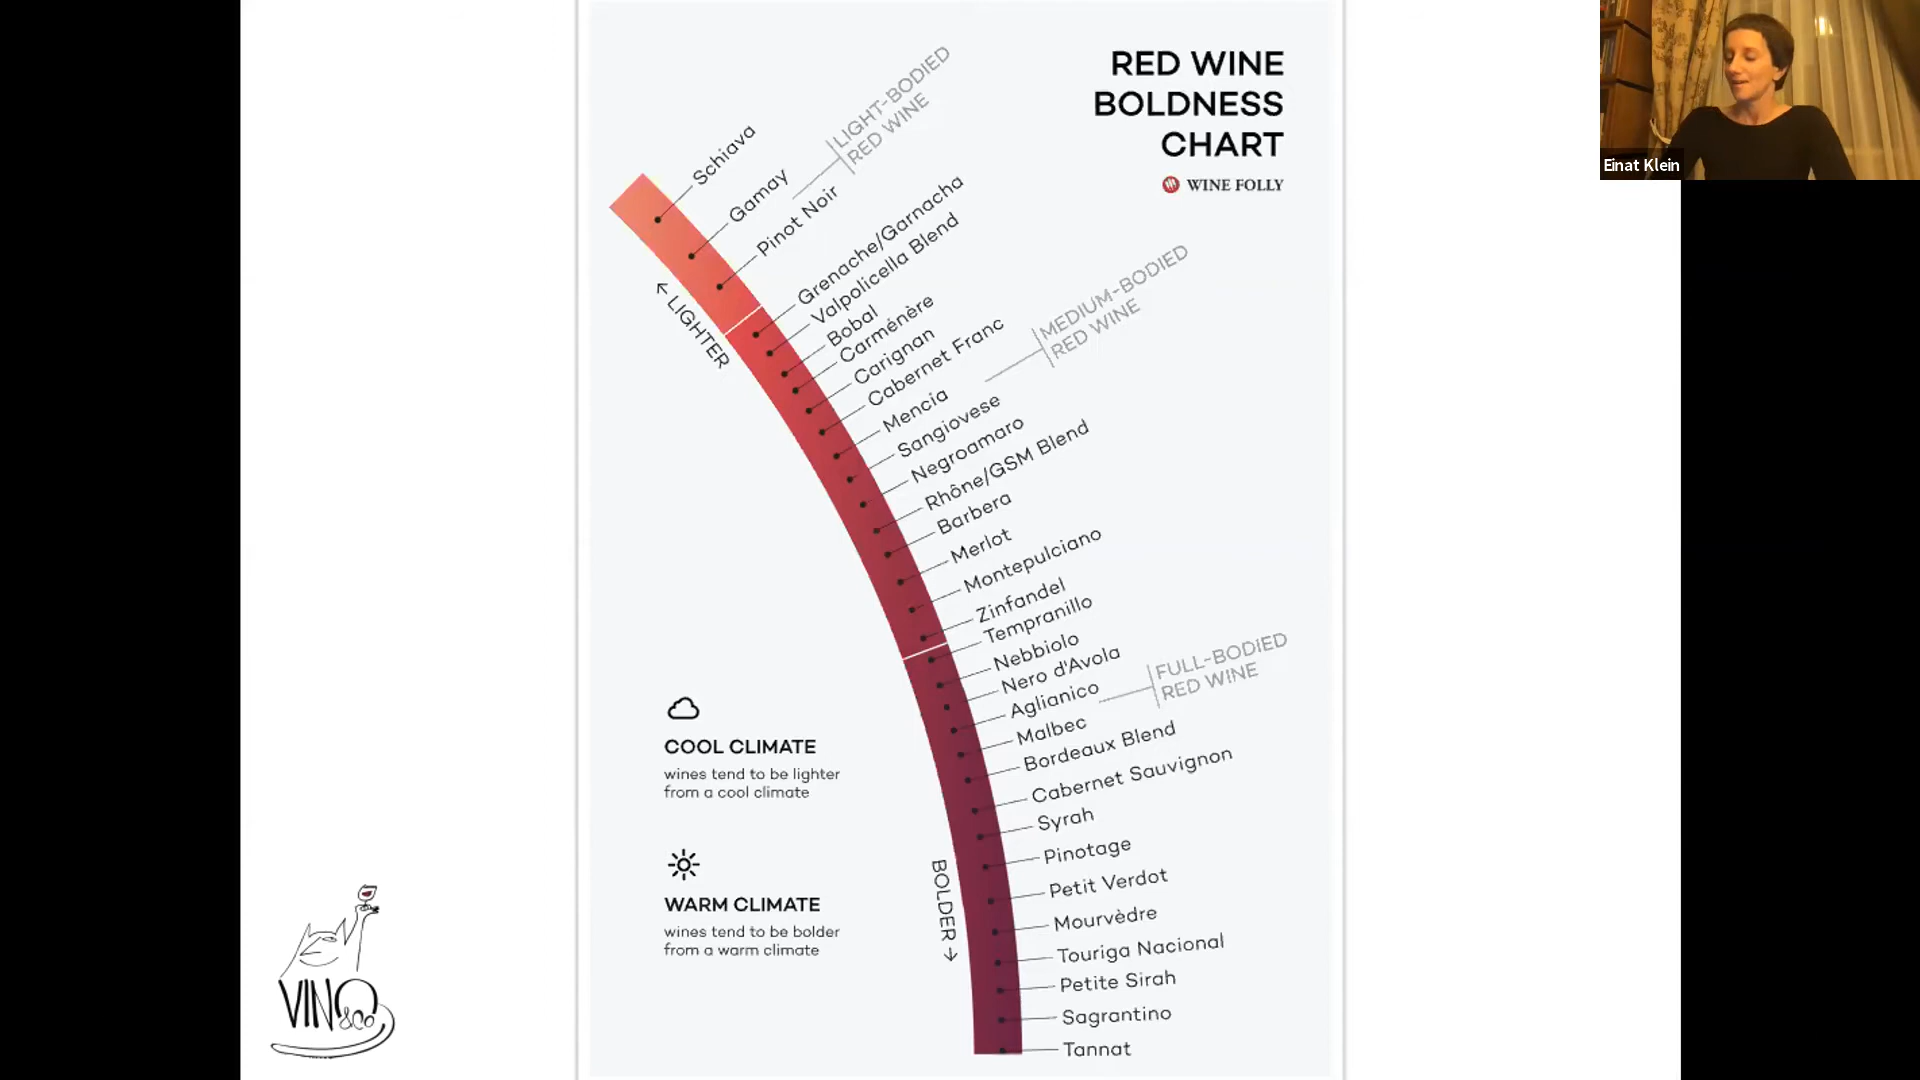 RED WINE
BOLDNESS
CHART
WINE FOLLY
Einat Klein
LIGHT-BODIED
RED WINE
Schiava
Gamay
Pinot Noir
← LIGHTER
Grenache/Garnacha
Valpolicella Blend
Bobal
Carménère
Carignan
Cabernet Franc
MEDIUM-BODIED
RED WINE
Mencia
Sangiovese
Negroamaro
Rhône/GSM Blend
Barbera
Merlot
Montepulciano
Zinfandel
Tempranillo
Nebbiolo
Nero d'Avola
Aglianico
FULL-BODIED
RED WINE
Malbec
Bordeaux Blend
Cabernet Sauvignon
Syrah
Pinotage
Petit Verdot
Mourvèdre
Touriga Nacional
Petite Sirah
Sagrantino
Tannat
BOLDER →
COOL CLIMATE
wines tend to be lighter
from a cool climate
WARM CLIMATE
wines tend to be bolder
from a warm climate
VINO
&Co